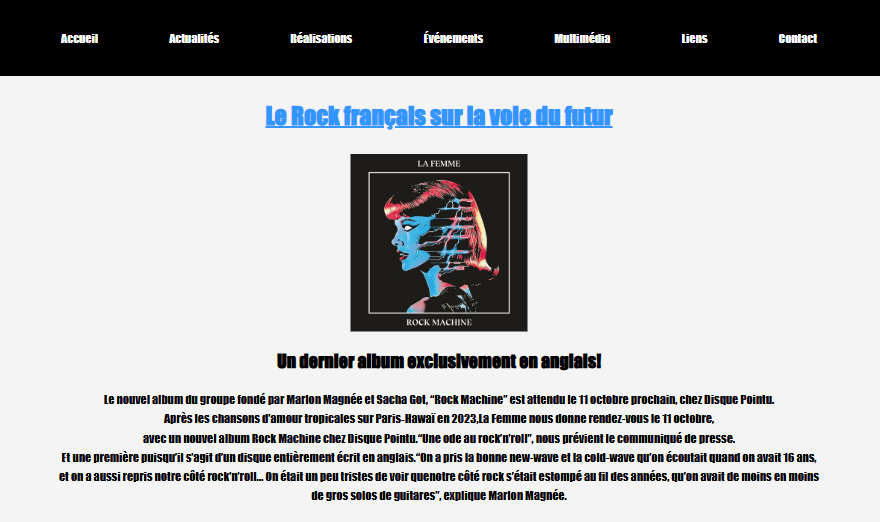 Accueil Actualités Réalisations Événements Multimédia Liens Contact
Le Rock français sur la voie du futur
LA FEMME
ROCK MACHINE
Un dernier album exclusivement en anglais!
Le nouvel album du groupe fondé par Marlon Magnée et Sacha Got, “Rock Machine” est attendu le 11 octobre prochain, chez Disque Pointu.
Après les chansons d'amour tropicales sur Paris-Hawaï en 2023,La Femme nous donne rendez-vous le 11 octobre,
avec un nouvel album Rock Machine chez Disque Pointu.“Une ode au rock’n’roll”, nous prévient le communiqué de presse.
Et une première puisqu’il s’agit d’un disque entièrement écrit en anglais.“On a pris la bonne new-wave et la cold-wave qu’on écoutait quand on avait 16 ans,
et on a aussi repris notre côté rock’n’roll… On était un peu tristes de voir quenotre côté rock s’était estompé au fil des années, qu’on avait de moins en moins
de gros solos de guitares”, explique Marlon Magnée.